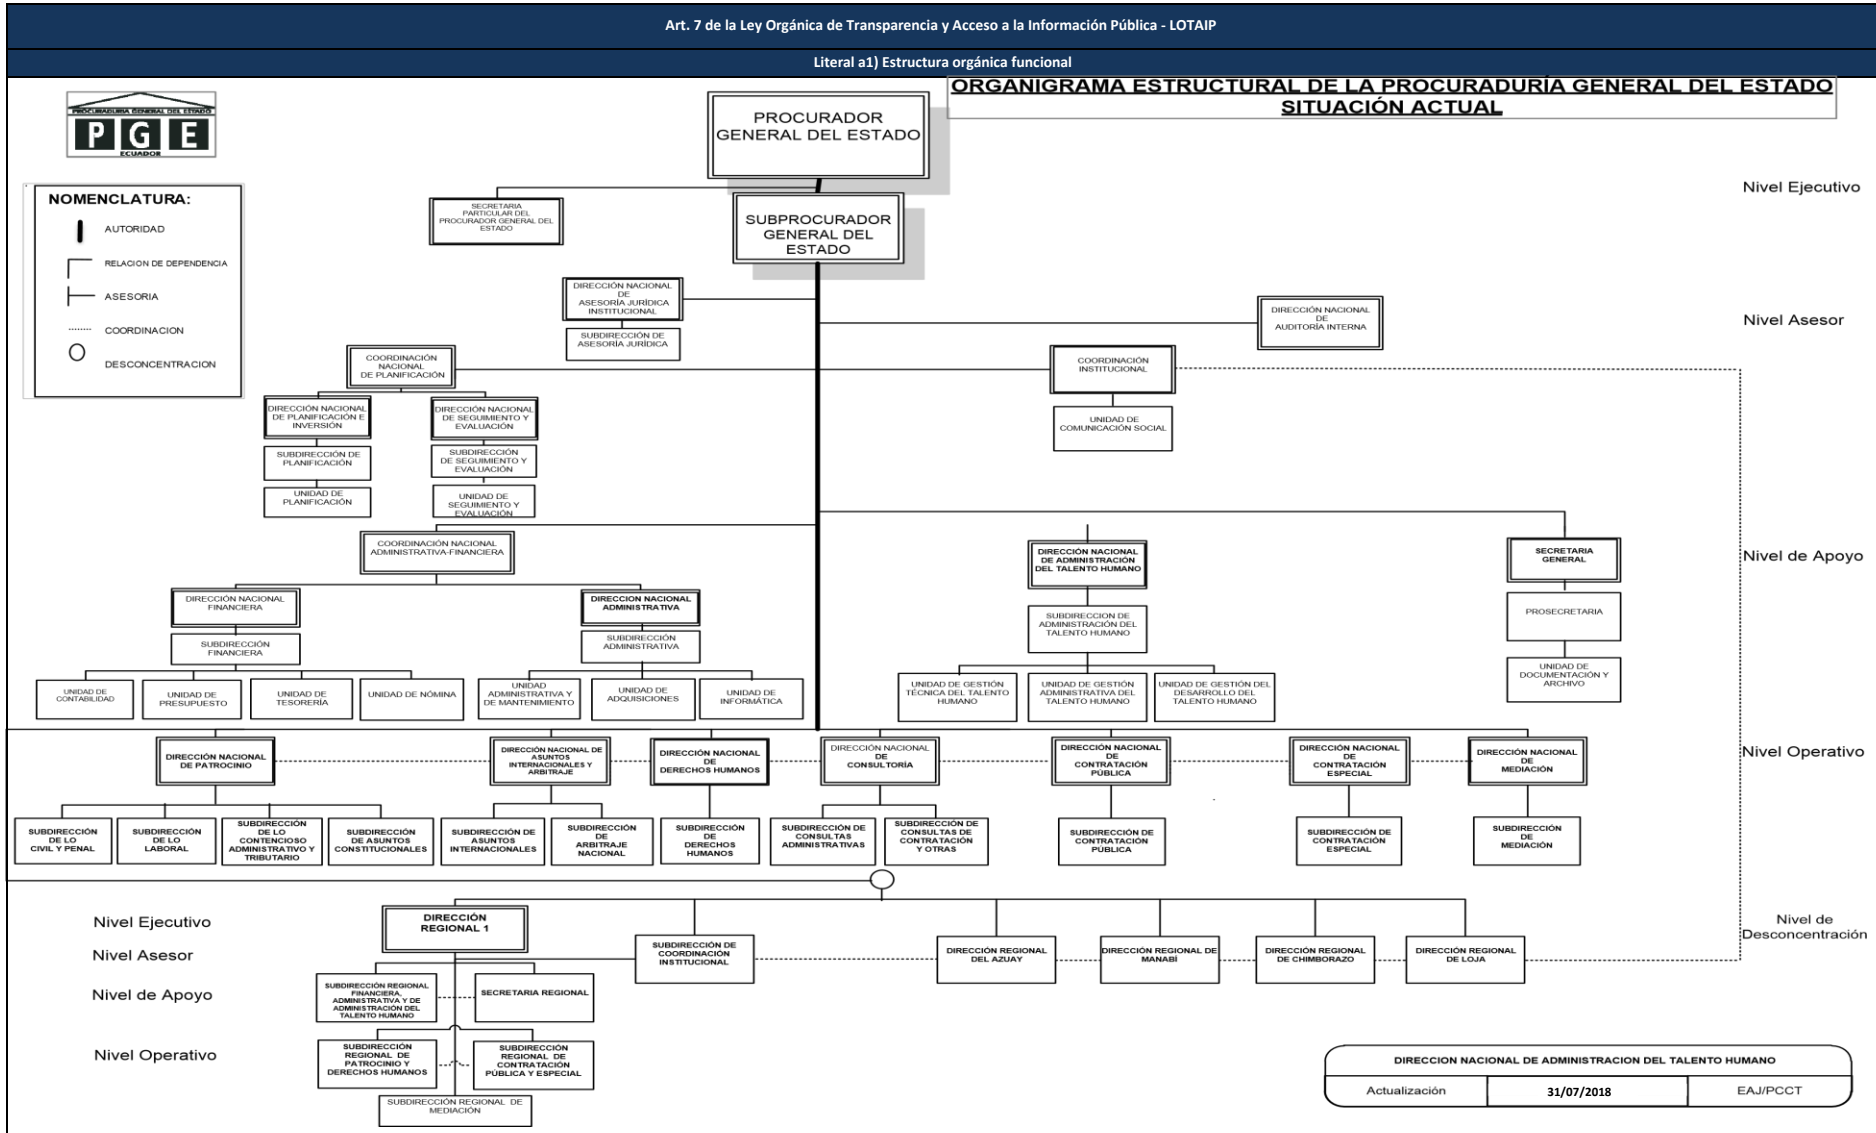 Art. 7 de la Ley Orgánica de Transparencia y Acceso a la Información Pública - LOTAIP
Literal a1) Estructura orgánica funcional
ORGANIGRAMA ESTRUCTURAL DE LA PROCURADURÍA GENERAL DEL ESTADO
SITUACIÓN ACTUAL
PROCURADURIA GENERAL DEL ESTADO
P G E
ECUADOR
PROCURADOR
GENERAL DEL ESTADO
Nivel Ejecutivo
NOMENCLATURA:
AUTORIDAD
RELACION DE DEPENDENCIA
ASESORIA
COORDINACION
DESCONCENTRACION
SECRETARIA
PARTICULAR DEL
PROCURADOR GENERAL DEL
ESTADO
SUBPROCURADOR
GENERAL DEL
ESTADO
DIRECCIÓN NACIONAL
DE
ASESORÍA JURÍDICA
INSTITUCIONAL
SUBDIRECCIÓN DE
ASESORÍA JURÍDICA
DIRECCIÓN NACIONAL
DE
AUDITORÍA INTERNA
Nivel Asesor
COORDINACIÓN
NACIONAL
DE PLANIFICACIÓN
COORDINACIÓN
INSTITUCIONAL
UNIDAD DE
COMUNICACIÓN SOCIAL
DIRECCIÓN NACIONAL
DE PLANIFICACIÓN E
INVERSIÓN
DIRECCIÓN NACIONAL
DE SEGUIMIENTO Y
EVALUACIÓN
SUBDIRECCIÓN DE
PLANIFICACIÓN
SUBDIRECCIÓN
DE SEGUIMIENTO Y
EVALUACIÓN
UNIDAD DE
PLANIFICACIÓN
UNIDAD DE
SEGUIMIENTO Y
EVALUACIÓN
COORDINACIÓN NACIONAL
ADMINISTRATIVA-FINANCIERA
DIRECCIÓN NACIONAL
DE ADMINISTRACIÓN
DEL TALENTO HUMANO
SECRETARIA
GENERAL
Nivel de Apoyo
DIRECCIÓN NACIONAL
FINANCIERA
DIRECCION NACIONAL
ADMINISTRATIVA
SUBDIRECCION DE
ADMINISTRACIÓN DEL
TALENTO HUMANO
PROSECRETARIA
SUBDIRECCIÓN
FINANCIERA
SUBDIRECCIÓN
ADMINISTRATIVA
UNIDAD DE
DOCUMENTACIÓN Y
ARCHIVO
UNIDAD DE
CONTABILIDAD
UNIDAD DE
PRESUPUESTO
UNIDAD DE
TESORERÍA
UNIDAD DE NÓMINA
UNIDAD
ADMINISTRATIVA Y
DE MANTENIMIENTO
UNIDAD DE
ADQUISICIONES
UNIDAD DE
INFORMÁTICA
UNIDAD DE GESTIÓN
TÉCNICA DEL TALENTO
HUMANO
UNIDAD DE GESTIÓN
ADMINISTRATIVA DEL
TALENTO HUMANO
UNIDAD DE GESTIÓN DEL
DESARROLLO DEL
TALENTO HUMANO
DIRECCIÓN NACIONAL
DE PATROCINIO
DIRECCIÓN NACIONAL DE
ASUNTOS
INTERNACIONALES Y
ARBITRAJE
DIRECCIÓN NACIONAL
DE
DERECHOS HUMANOS
DIRECCIÓN NACIONAL
DE
CONSULTORÍA
DIRECCIÓN NACIONAL
DE
CONTRATACIÓN
PÚBLICA
DIRECCIÓN NACIONAL
DE
CONTRATACIÓN
ESPECIAL
DIRECCIÓN NACIONAL
DE
MEDIACIÓN
Nivel Operativo
SUBDIRECCIÓN
DE LO
CIVIL Y PENAL
SUBDIRECCIÓN
DE LO
LABORAL
SUBDIRECCIÓN
DE LO
CONTENCIOSO
ADMINISTRATIVO Y
TRIBUTARIO
SUBDIRECCIÓN
DE ASUNTOS
CONSTITUCIONALES
SUBDIRECCIÓN DE
ASUNTOS
INTERNACIONALES
SUBDIRECCIÓN
DE
ARBITRAJE
NACIONAL
SUBDIRECCIÓN
DE
DERECHOS
HUMANOS
SUBDIRECCIÓN DE
CONSULTAS
ADMINISTRATIVAS
SUBDIRECCIÓN DE
CONSULTAS DE
CONTRATACIÓN
Y OTRAS
SUBDIRECCIÓN DE
CONTRATACIÓN
PÚBLICA
SUBDIRECCIÓN DE
CONTRATACIÓN
ESPECIAL
SUBDIRECCIÓN
DE
MEDIACIÓN
Nivel Ejecutivo
Nivel Asesor
Nivel de Apoyo
Nivel Operativo
DIRECCIÓN
REGIONAL 1
SUBDIRECCIÓN DE
COORDINACIÓN
INSTITUCIONAL
DIRECCIÓN REGIONAL
DEL AZUAY
DIRECCIÓN REGIONAL DE
MANABÍ
DIRECCIÓN REGIONAL
DE CHIMBORAZO
DIRECCIÓN REGIONAL
DE LOJA
Nivel de
Desconcentración
SUBDIRECCIÓN REGIONAL
FINANCIERA,
ADMINISTRATIVA Y DE
ADMINISTRACIÓN DEL
TALENTO HUMANO
SECRETARIA REGIONAL
SUBDIRECCIÓN
REGIONAL DE
PATROCINIO Y
DERECHOS HUMANOS
SUBDIRECCIÓN
REGIONAL DE
CONTRATACIÓN
PÚBLICA Y ESPECIAL
SUBDIRECCIÓN REGIONAL DE
MEDIACIÓN
DIRECCION NACIONAL DE ADMINISTRACION DEL TALENTO HUMANO
Actualización 31/07/2018 EAJ/PCCT